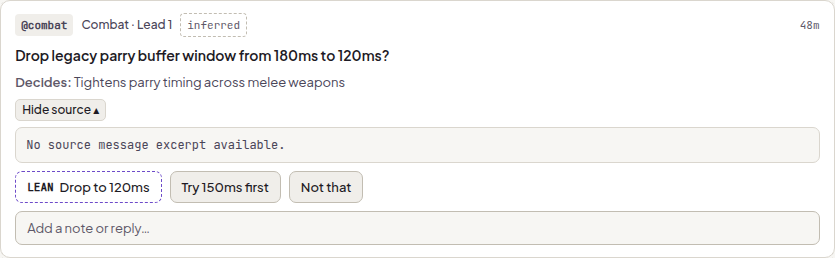 @combat Combat · Lead 1 inferred 48m
Drop legacy parry buffer window from 180ms to 120ms?
Decides: Tightens parry timing across melee weapons
Hide source ▴
No source message excerpt available.
LEAN Drop to 120ms Try 150ms first Not that
Add a note or reply…